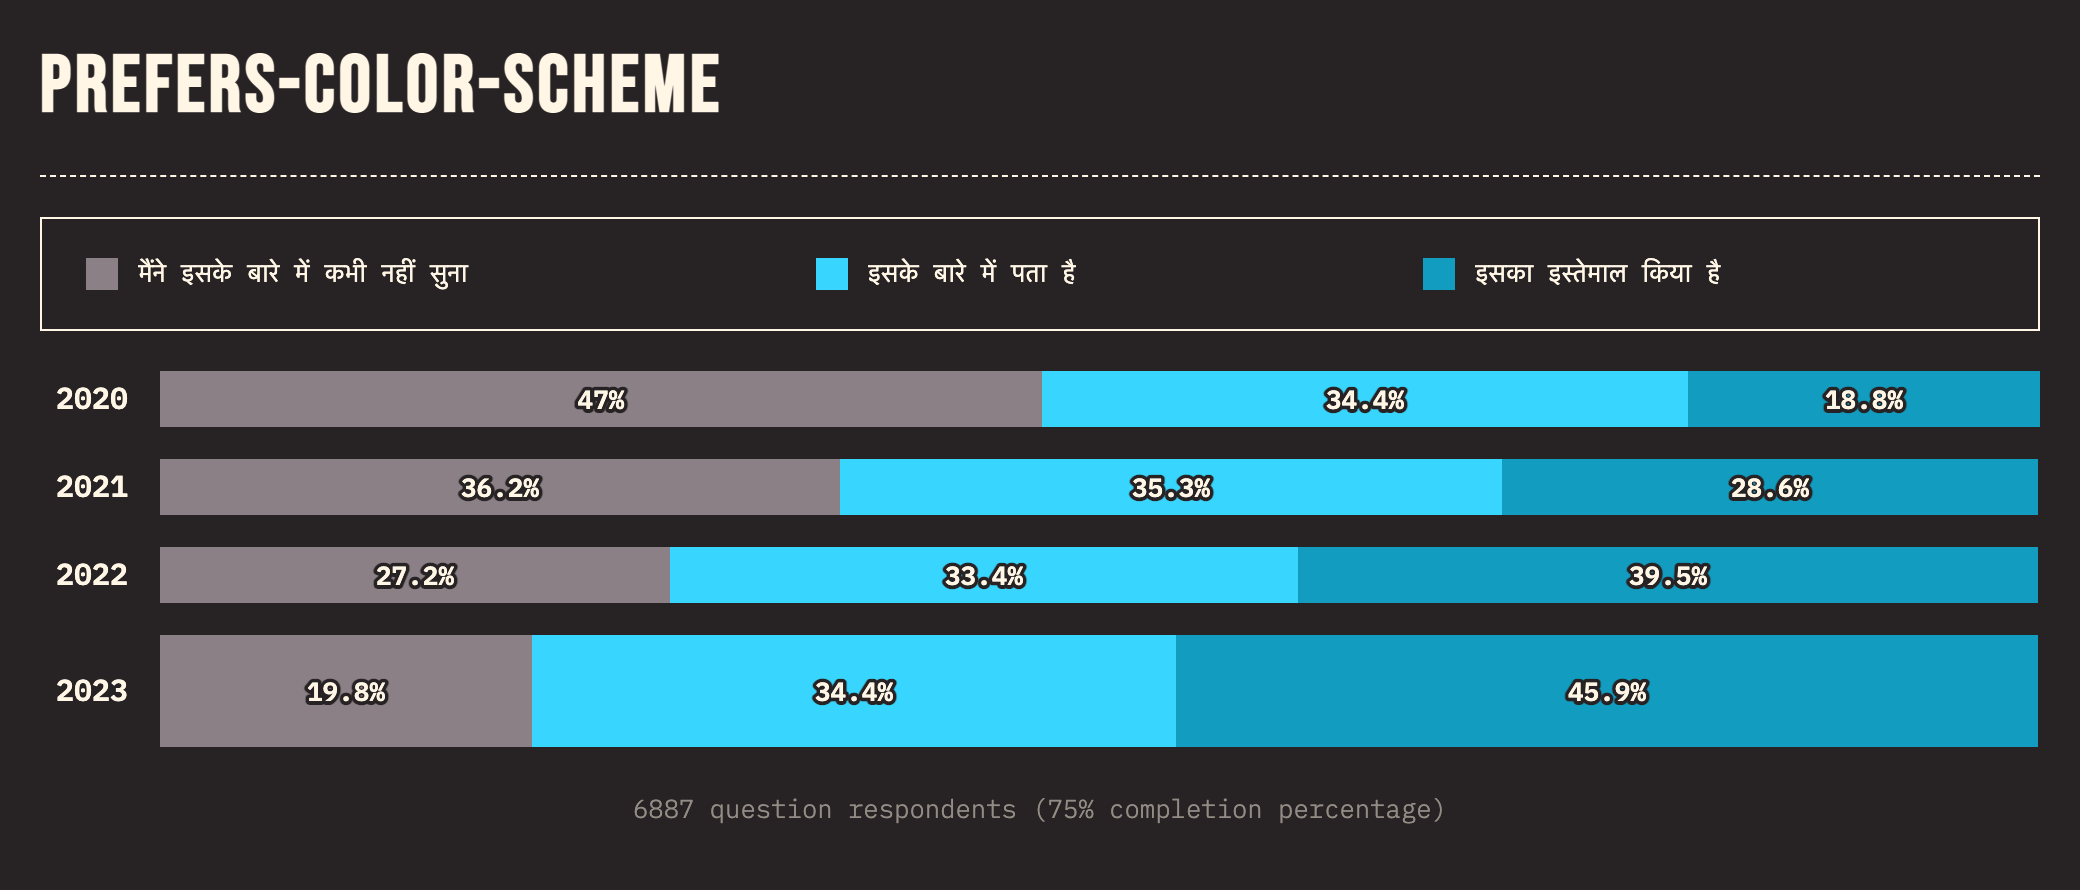 PREFERS-COLOR-SCHEME
मैंने इसके बारे में कभी नहीं सुना इसके बारे में पता है इसका इस्तेमाल किया है
2020 47% 34.4% 18.8%
2021 36.2% 35.3% 28.6%
2022 27.2% 33.4% 39.5%
2023 19.8% 34.4% 45.9%
6887 question respondents (75% completion percentage)